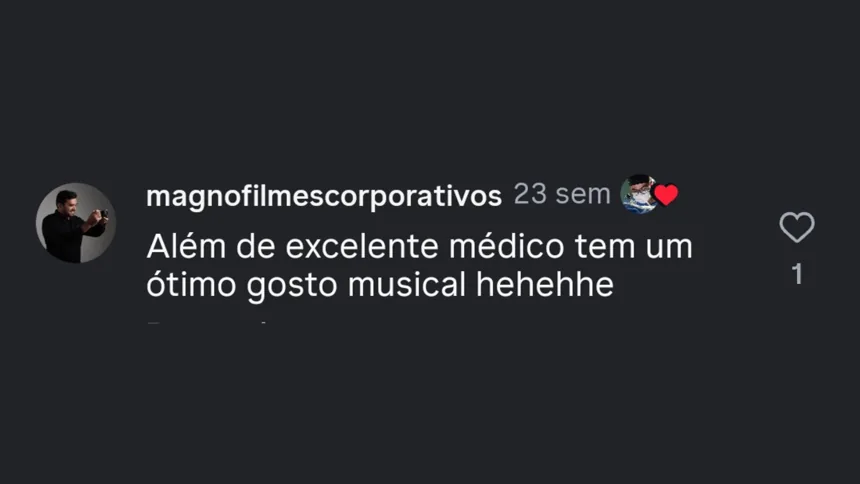 magnofilmescorporativos 23 sem
Além de excelente médico tem um
ótimo gosto musical hehehhe
1